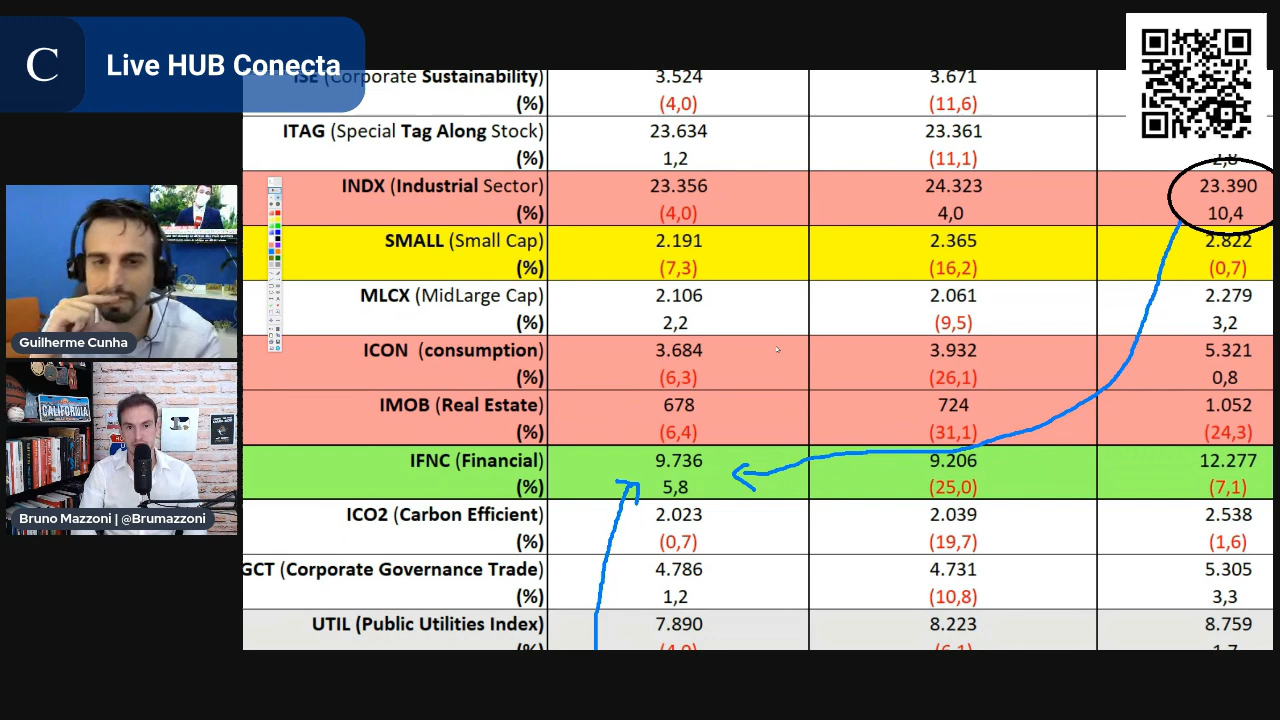 C
Live HUB Conecta
ISE (Corporate Sustainability) 3.524 3.671
(%) (4,0) (11,6)
ITAG (Special Tag Along Stock) 23.634 23.361
(%) 1,2 (11,1) 2,8
INDX (Industrial Sector) 23.356 24.323 23.390
(%) (4,0) 4,0 10,4
SMALL (Small Cap) 2.191 2.365 2.822
(%) (7,3) (16,2) (0,7)
MLCX (MidLarge Cap) 2.106 2.061 2.279
(%) 2,2 (9,5) 3,2
ICON (consumption) 3.684 3.932 5.321
(%) (6,3) (26,1) 0,8
IMOB (Real Estate) 678 724 1.052
(%) (6,4) (31,1) (24,3)
IFNC (Financial) 9.736 9.206 12.277
(%) 5,8 (25,0) (7,1)
ICO2 (Carbon Efficient) 2.023 2.039 2.538
(%) (0,7) (19,7) (1,6)
GCT (Corporate Governance Trade) 4.786 4.731 5.305
(%) 1,2 (10,8) 3,3
UTIL (Public Utilities Index) 7.890 8.223 8.759
Guilherme Cunha
CALIFORNIA
Bruno Mazzoni | @Brumazzoni